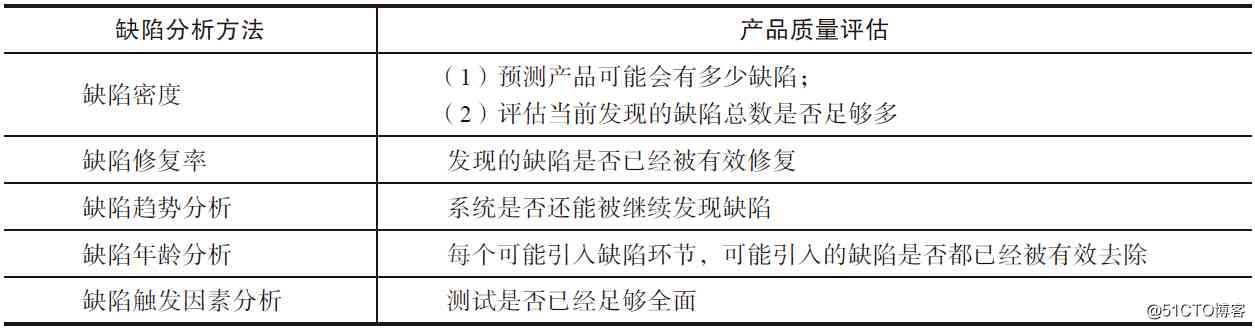 缺陷分析方法 产品质量评估
缺陷密度
（1）预测产品可能会有多少缺陷；
（2）评估当前发现的缺陷总数是否足够多
缺陷修复率 发现的缺陷是否已经被有效修复
缺陷趋势分析 系统是否还能被继续发现缺陷
缺陷年龄分析 每个可能引入缺陷环节，可能引入的缺陷是否都已经被有效去除
缺陷触发因素分析 测试是否已经足够全面
@51CTO博客